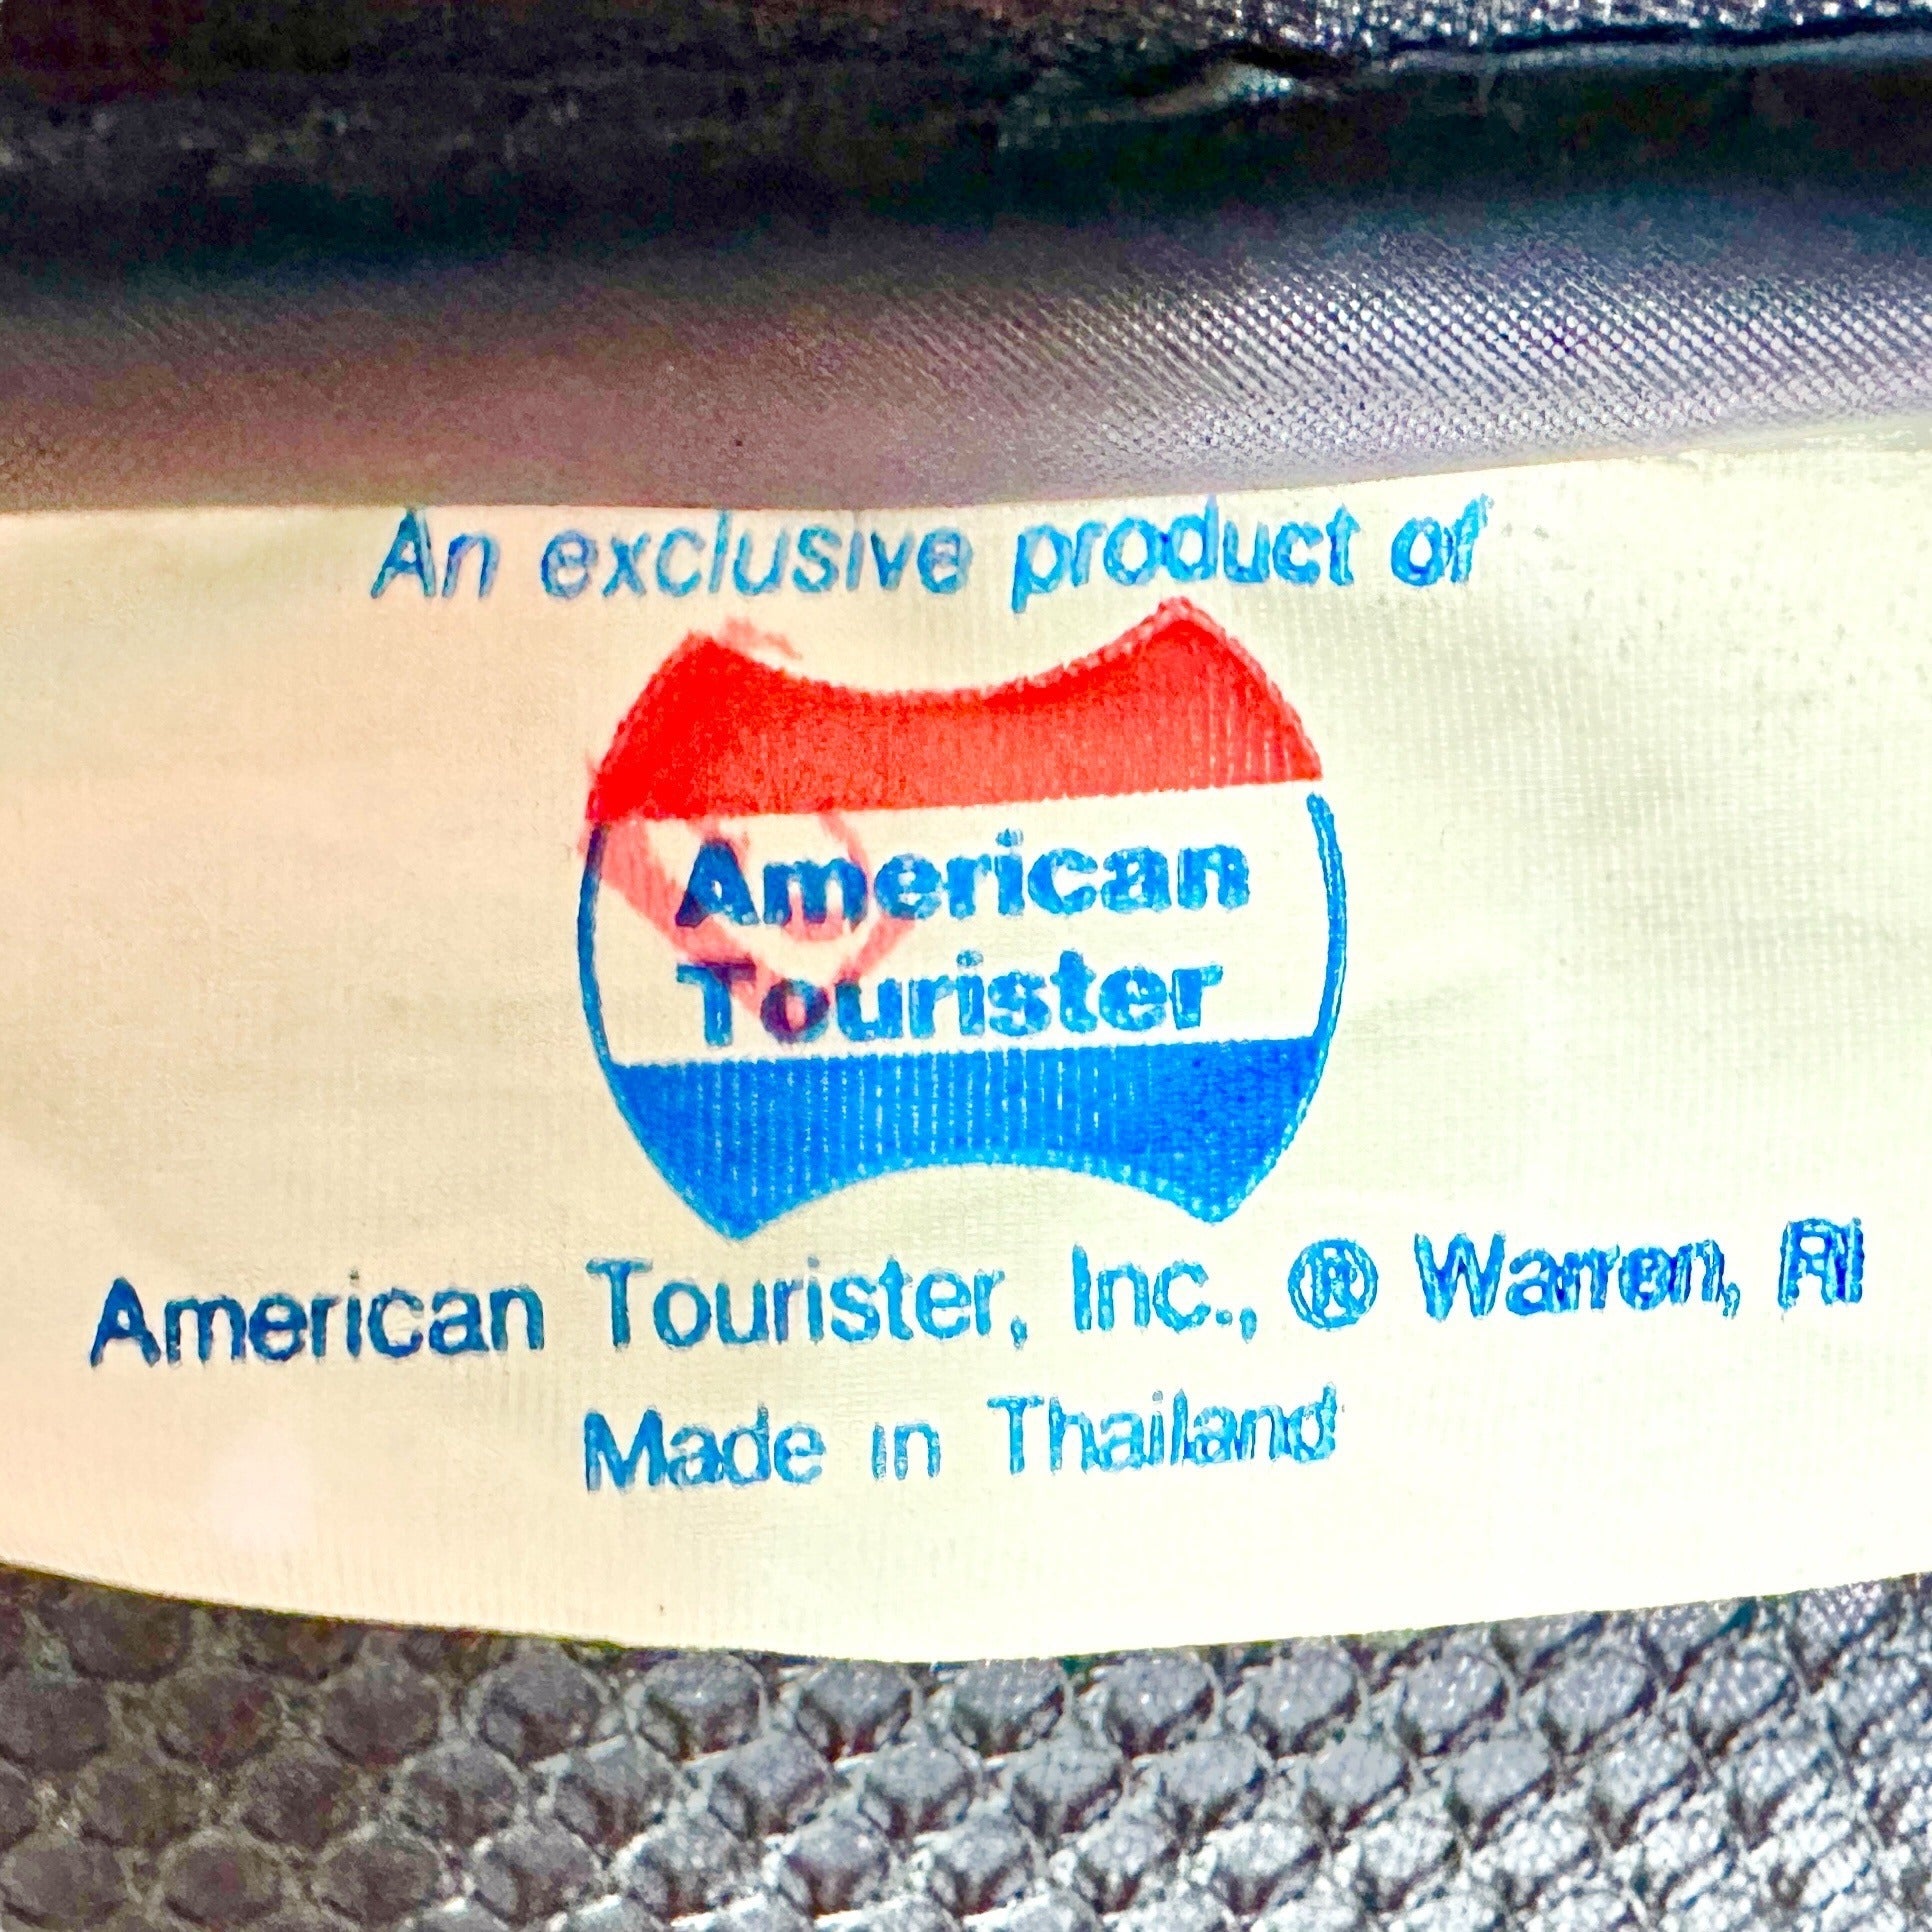 An exclusive product of
American
Tourister
American Tourister, Inc., ® Warren, RI
Made in Thailand